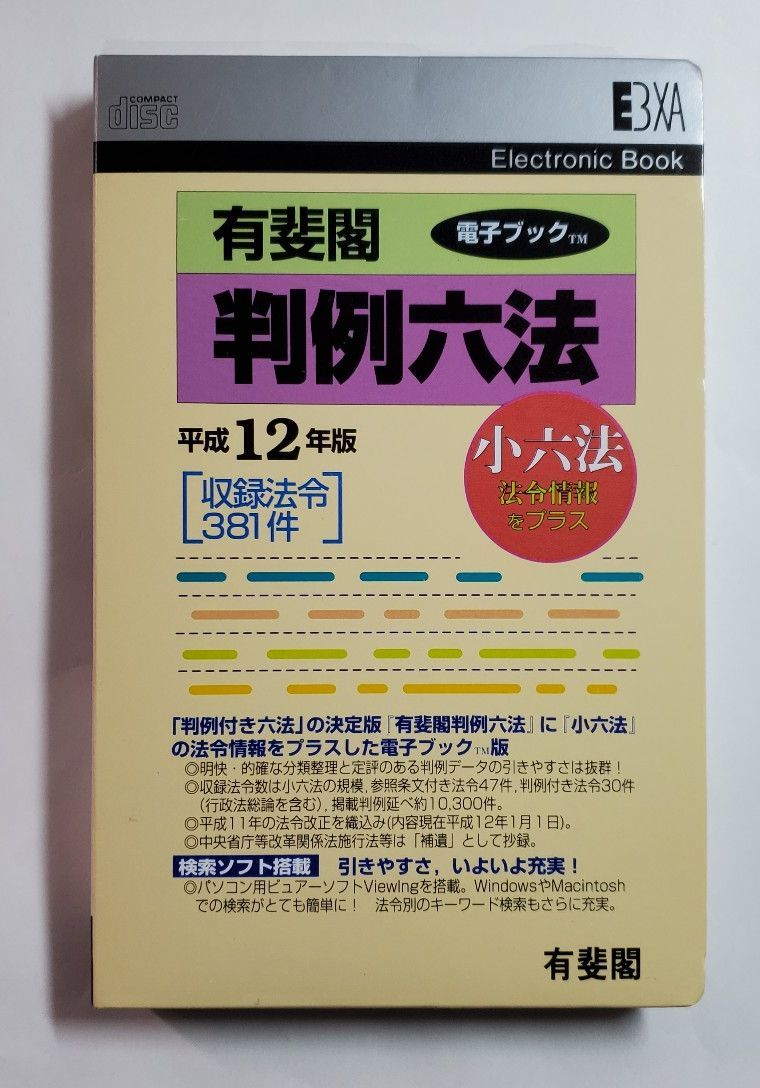 COMPACT
disc
EBXA
Electronic Book
有斐閣
電子ブックTM
判例六法
平成12年版
小六法
法令情報
をプラス
[収録法令
381件]
「判例付き六法」の決定版『有斐閣判例六法』に『小六法』
の法令情報をプラスした電子ブックTM版
◎明快・的確な分類整理と定評のある判例データの引きやすさは抜群！
◎収録法令数は小六法の規模，参照条文付き法令47件，判例付き法令30件
（行政法総論を含む），掲載判例延べ約10,300件。
◎平成11年の法令改正を織込み(内容現在平成12年1月1日)。
◎中央省庁等改革関係法施行法等は「補遺」として抄録。
検索ソフト搭載 引きやすさ，いよいよ充実！
◎パソコン用ビュアーソフトViewIngを搭載。WindowsやMacintosh
での検索がとても簡単に！ 法令別のキーワード検索もさらに充実。
有斐閣